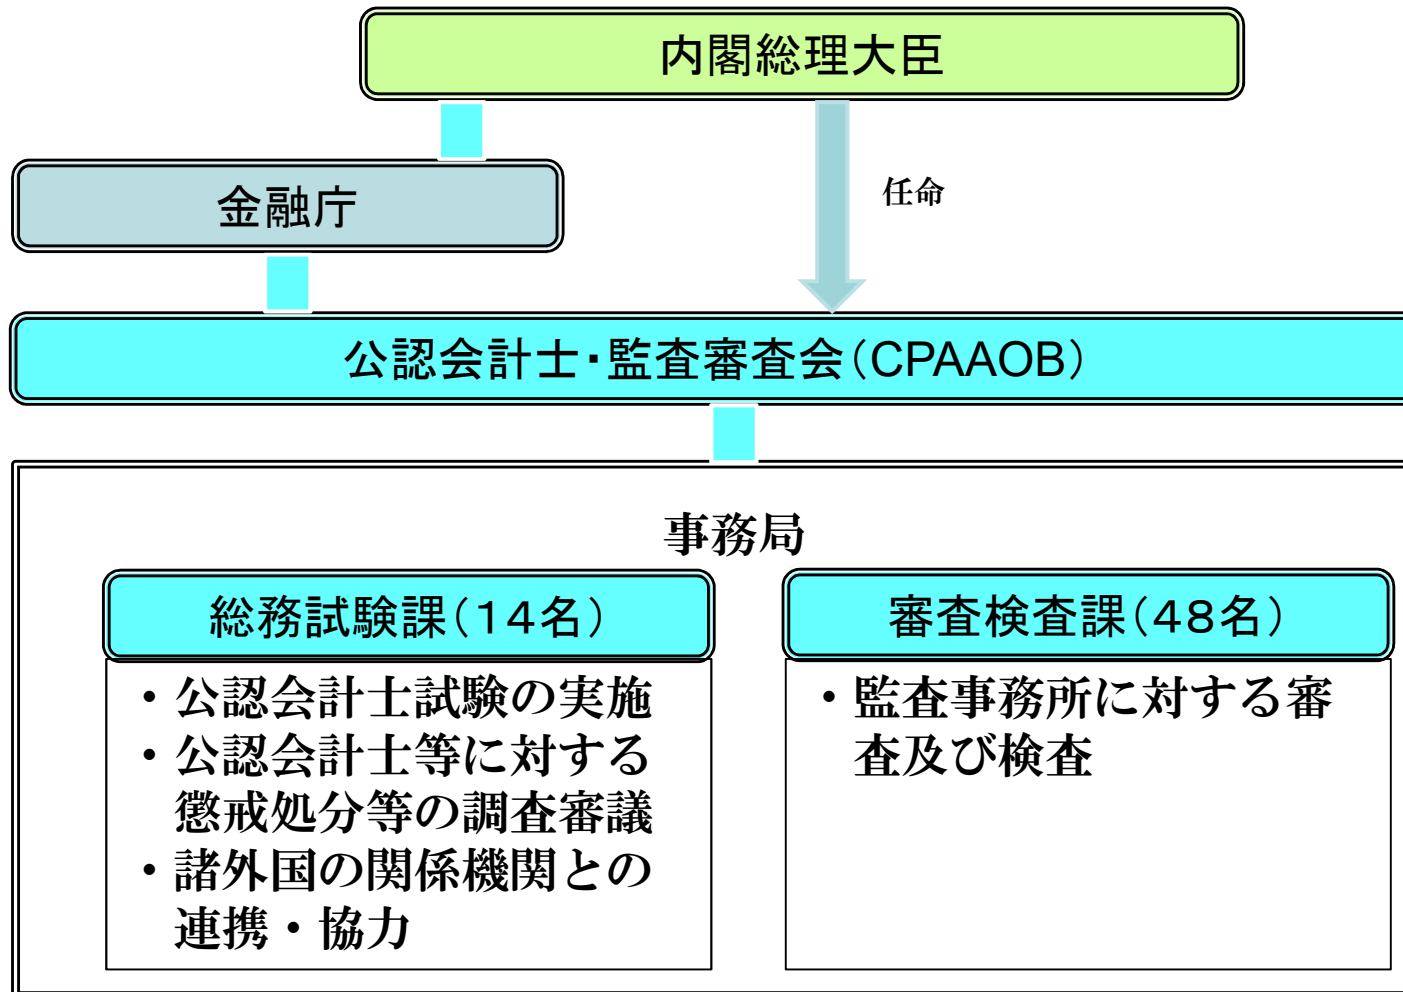 内閣総理大臣
金融庁
任命
公認会計士・監査審査会（CPAAOB）
事務局
総務試験課（１４名）
・公認会計士試験の実施
・公認会計士等に対する
懲戒処分等の調査審議
・諸外国の関係機関との
連携・協力
審査検査課（４８名）
・監査事務所に対する審
査及び検査